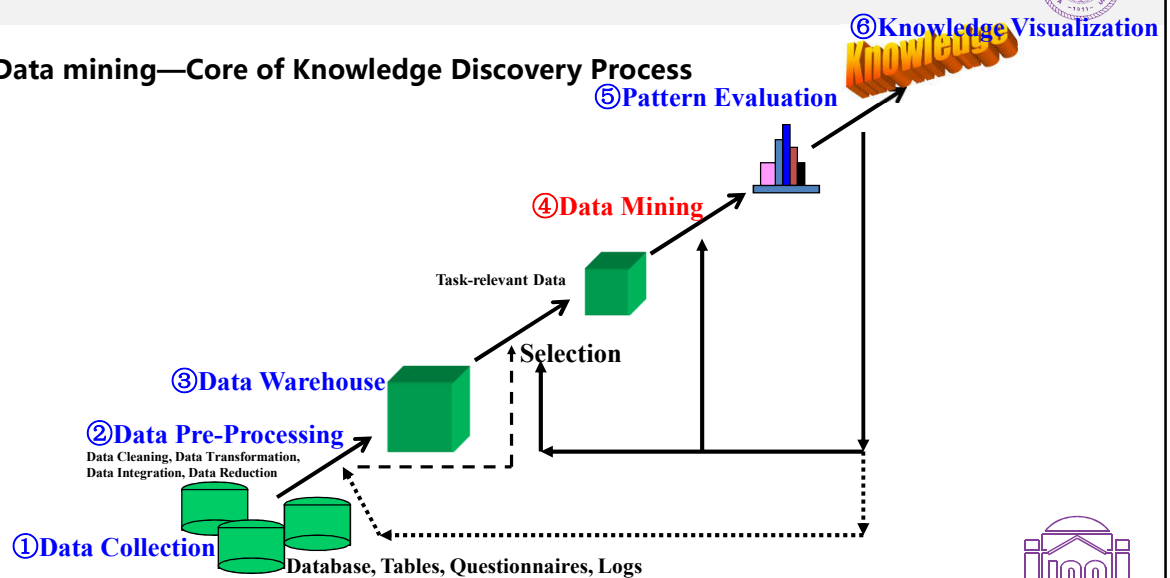 ⑥Knowledge Visualization
Knowledge
Data mining—Core of Knowledge Discovery Process
⑤Pattern Evaluation
④Data Mining
Task-relevant Data
Selection
③Data Warehouse
②Data Pre-Processing
Data Cleaning, Data Transformation,
Data Integration, Data Reduction
①Data Collection
Database, Tables, Questionnaires, Logs
-1911-